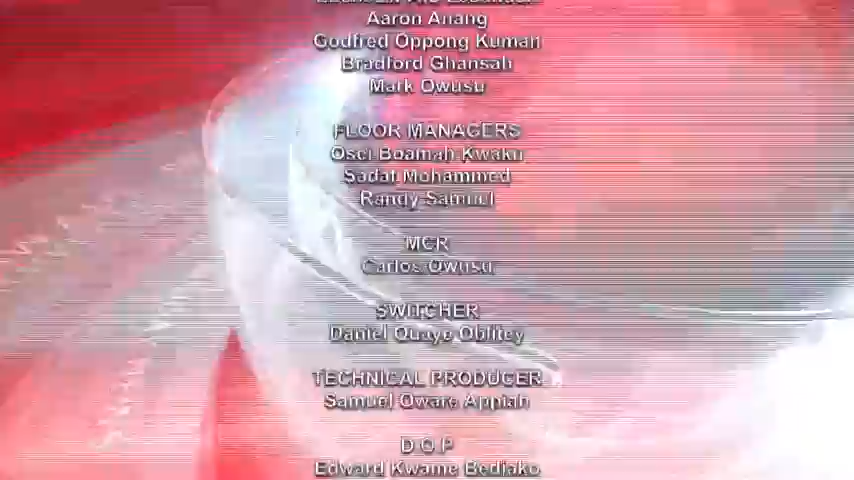 Aaron Anang
Godfred Oppong Kumah
Bradford Ghansah
Mark Owusu
FLOOR MANAGERS
Osei Boamah Kwaku
Sadat Mohammed
Randy Samuel
MCR
Carlos Owusu
SWITCHER
Daniel Quaye Oblitey
TECHNICAL PRODUCER
Samuel Oware Appiah
D.O.P
Edward Kwame Bediako